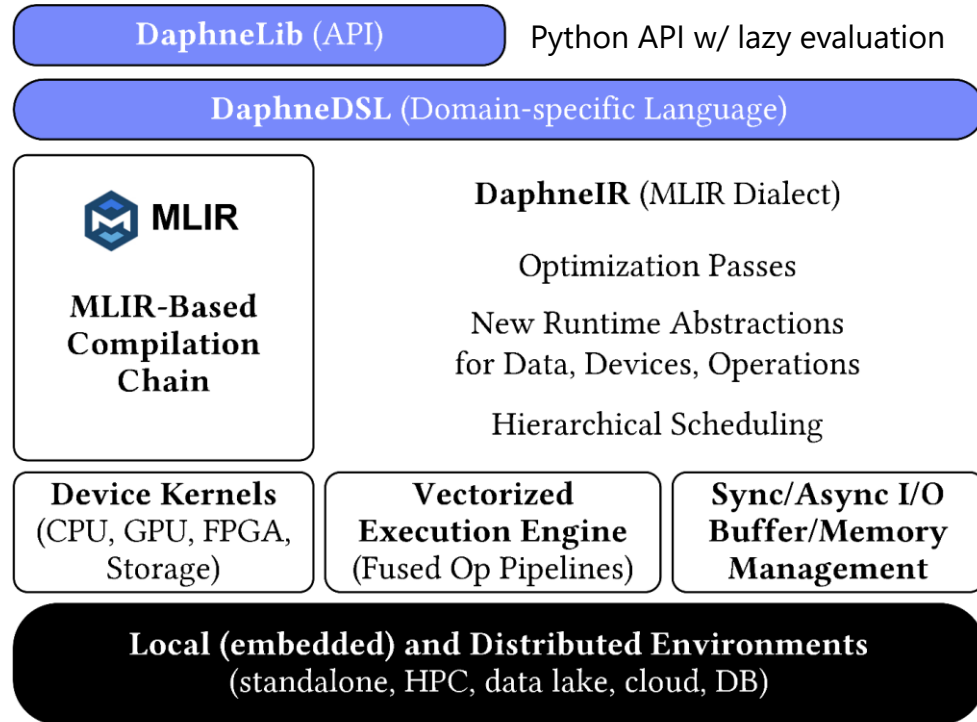 DaphneLib (API)
Python API w/ lazy evaluation
DaphneDSL (Domain-specific Language)
MLIR
MLIR-Based
Compilation
Chain
DaphneIR (MLIR Dialect)
Optimization Passes
New Runtime Abstractions
for Data, Devices, Operations
Hierarchical Scheduling
Device Kernels
(CPU, GPU, FPGA,
Storage)
Vectorized
Execution Engine
(Fused Op Pipelines)
Sync/Async I/O
Buffer/Memory
Management
Local (embedded) and Distributed Environments
(standalone, HPC, data lake, cloud, DB)